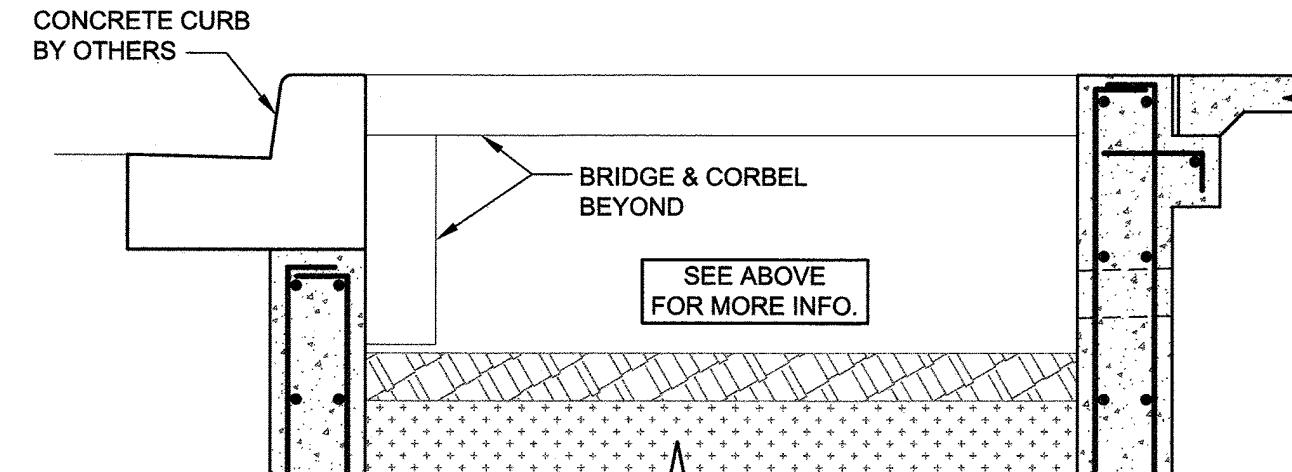 CONCRETE CURB
BY OTHERS
BRIDGE & CORBEL
BEYOND
SEE ABOVE
FOR MORE INFO.